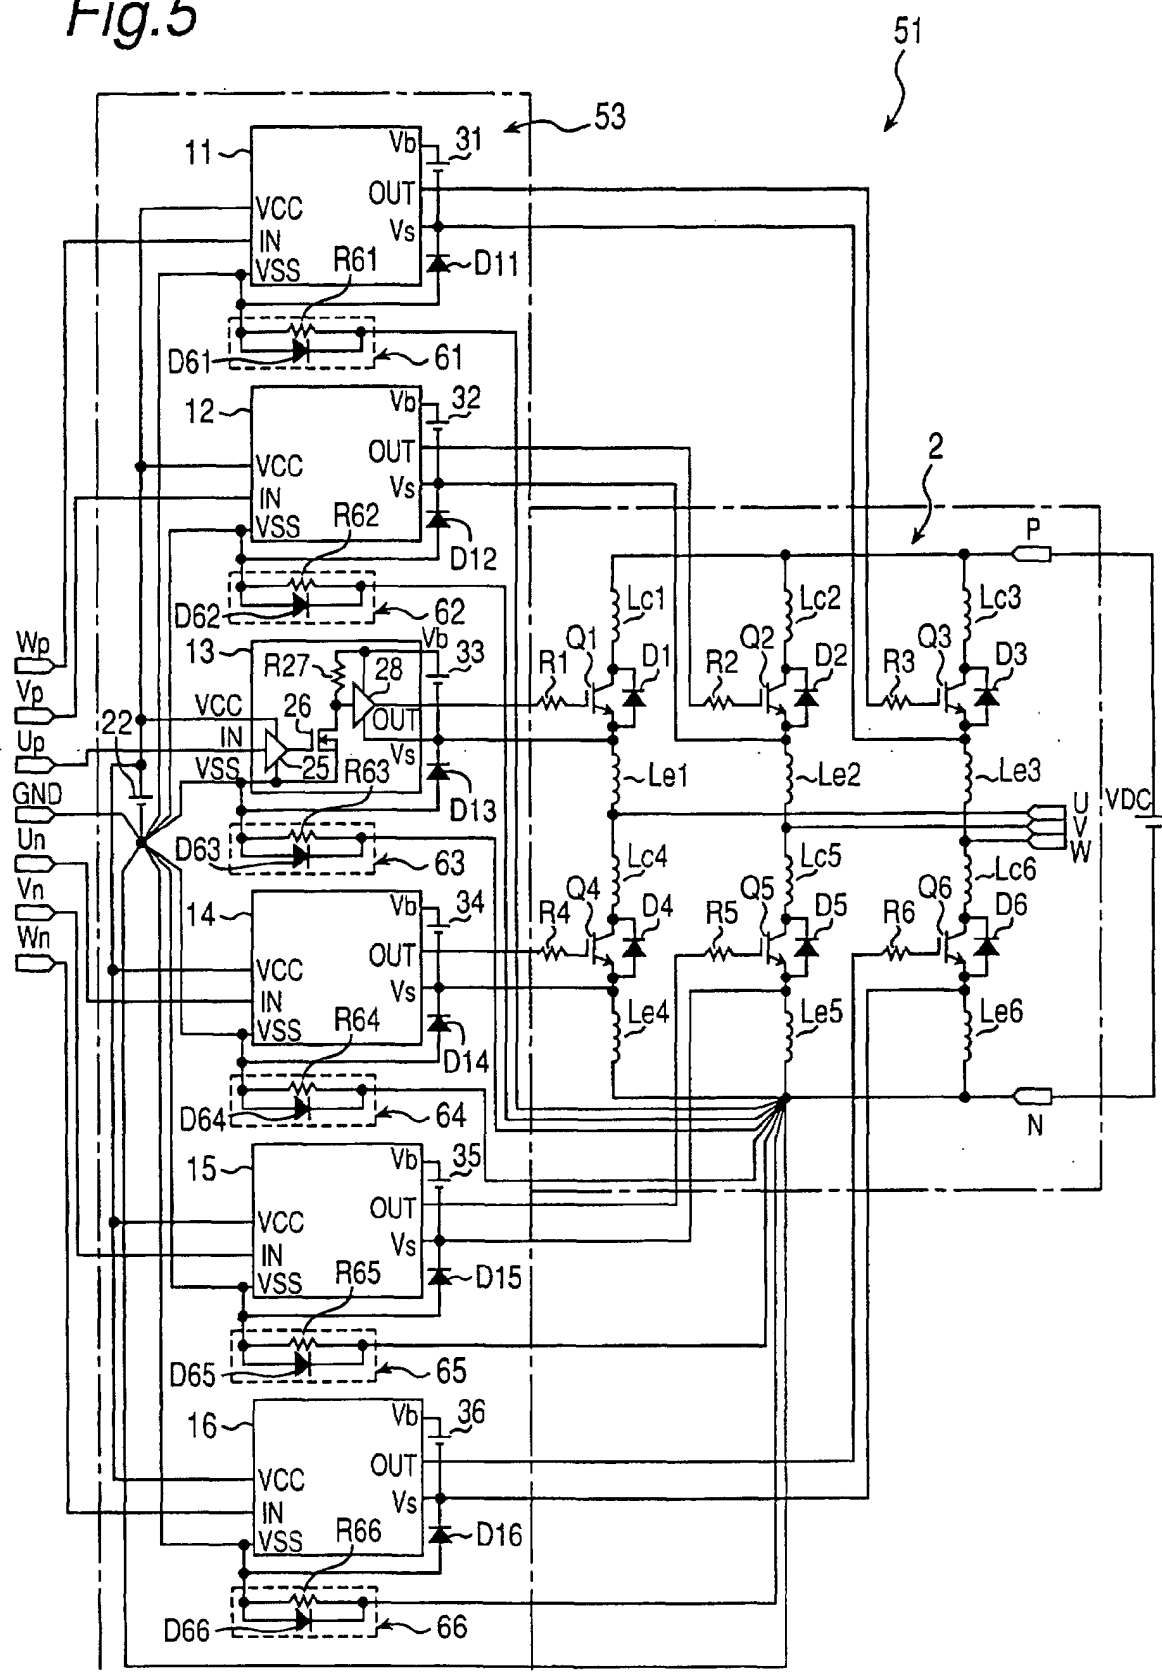 Fig.5
51
53
11
Vb
31
OUT
VCC
Vs
IN
VSS
R61
D11
D61
61
12
Vb
32
OUT
VCC
Vs
IN
VSS
R62
D12
D62
62
2
P
Lc1
Lc2
Lc3
Wp
13
Vb
33
R27
28
Q1
D1
R1
Q2
D2
R2
Q3
D3
R3
Vp
22
VCC
26
OUT
Up
IN
Vs
VSS
25
R63
D13
Le1
Le2
Le3
GND
D63
63
U
V
W
VDC
Un
Lc4
Lc5
Lc6
Vn
14
Vb
34
Q4
D4
R4
Q5
D5
R5
Q6
D6
R6
Wn
OUT
VCC
Vs
IN
VSS
R64
D14
Le4
Le5
Le6
D64
64
N
15
Vb
35
OUT
VCC
Vs
IN
VSS
R65
D15
D65
65
16
Vb
36
OUT
VCC
Vs
IN
VSS
R66
D16
D66
66